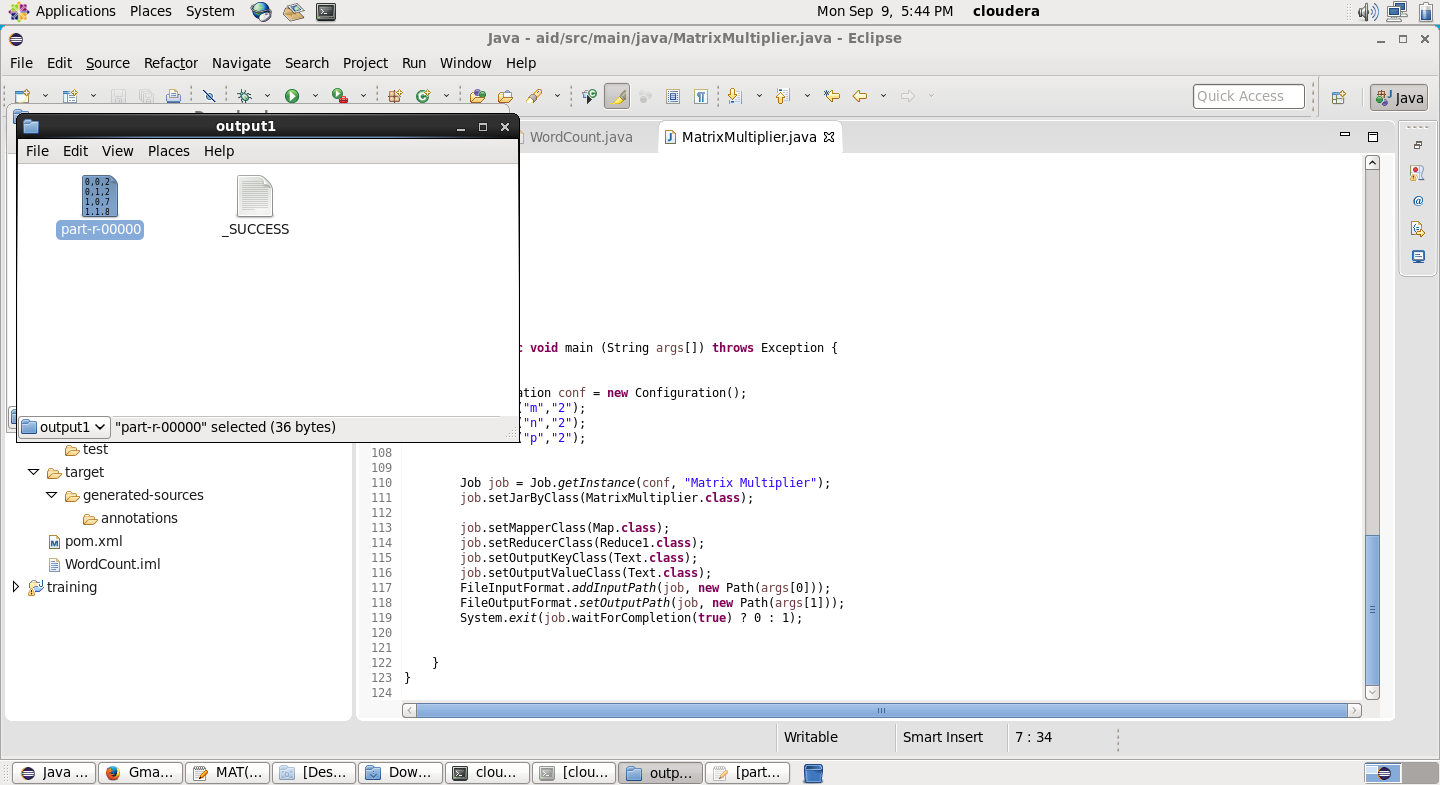 Applications Places System Mon Sep 9, 5:44 PM cloudera
Java - aid/src/main/java/MatrixMultiplier.java - Eclipse
File Edit Source Refactor Navigate Search Project Run Window Help
Quick Access
Java
output1
WordCount.java
MatrixMultiplier.java
File Edit View Places Help
0,0,2
0,1,2
1,0,7
1,1,8
part-r-00000
_SUCCESS
output1 "part-r-00000" selected (36 bytes)
test
target
generated-sources
annotations
pom.xml
WordCount.iml
training
c void main (String args[]) throws Exception {
ation conf = new Configuration();
("m","2");
("n","2");
("p","2");
108
109
110 Job job = Job.getInstance(conf, "Matrix Multiplier");
111 job.setJarByClass(MatrixMultiplier.class);
112
113 job.setMapperClass(Map.class);
114 job.setReducerClass(Reduce1.class);
115 job.setOutputKeyClass(Text.class);
116 job.setOutputValueClass(Text.class);
117 FileInputFormat.addInputPath(job, new Path(args[0]));
118 FileOutputFormat.setOutputPath(job, new Path(args[1]));
119 System.exit(job.waitForCompletion(true) ? 0 : 1);
120
121
122 }
123 }
124
Writable Smart Insert 7 : 34
Java ... Gma... MAT(... [Des... Dow... clou... [clou... outp... [part...